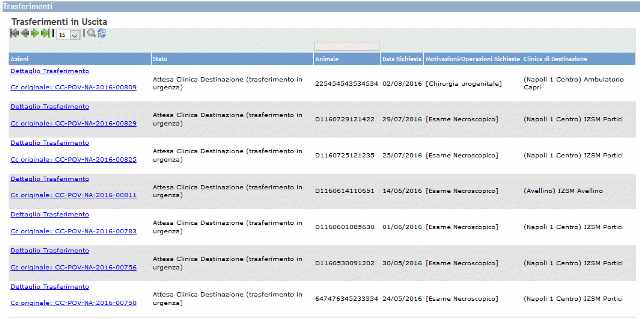 Trasferimenti
Trasferimenti in Uscita
15
Azioni Stato Animale Data Richiesta Motivazioni/Operazioni Richieste Clinica di Destinazione
Dettaglio Trasferimento
Cc originale: CC-POV-NA-2016-00809
Attesa Clinica Destinazione (trasferimento in
urgenza)
225454543534534 02/08/2016 [Chirurgia urogenitale]
(Napoli 1 Centro) Ambulatorio
Capri
Dettaglio Trasferimento
Cc originale: CC-POV-NA-2016-00829
Attesa Clinica Destinazione (trasferimento in
urgenza)
D1160729121422 29/07/2016 [Esame Necroscopico] (Napoli 1 Centro) IZSM Portici
Dettaglio Trasferimento
Cc originale: CC-POV-NA-2016-00825
Attesa Clinica Destinazione (trasferimento in
urgenza)
D1160725121235 25/07/2016 [Esame Necroscopico] (Napoli 1 Centro) IZSM Portici
Dettaglio Trasferimento
Cc originale: CC-POV-NA-2016-00811
Attesa Clinica Destinazione (trasferimento in
urgenza)
D1160614110651 14/06/2016 [Esame Necroscopico] (Avellino) IZSM Avellino
Dettaglio Trasferimento
Cc originale: CC-POV-NA-2016-00783
Attesa Clinica Destinazione (trasferimento in
urgenza)
D1160601085630 01/06/2016 [Esame Necroscopico] (Napoli 1 Centro) IZSM Portici
Dettaglio Trasferimento
Cc originale: CC-POV-NA-2016-00756
Attesa Clinica Destinazione (trasferimento in
urgenza)
D1160530091202 30/05/2016 [Esame Necroscopico] (Napoli 1 Centro) IZSM Portici
Dettaglio Trasferimento
Cc originale: CC-POV-NA-2016-00750
Attesa Clinica Destinazione (trasferimento in
urgenza)
647476345233334 24/05/2016 [Esame Necroscopico] (Napoli 1 Centro) IZSM Portici